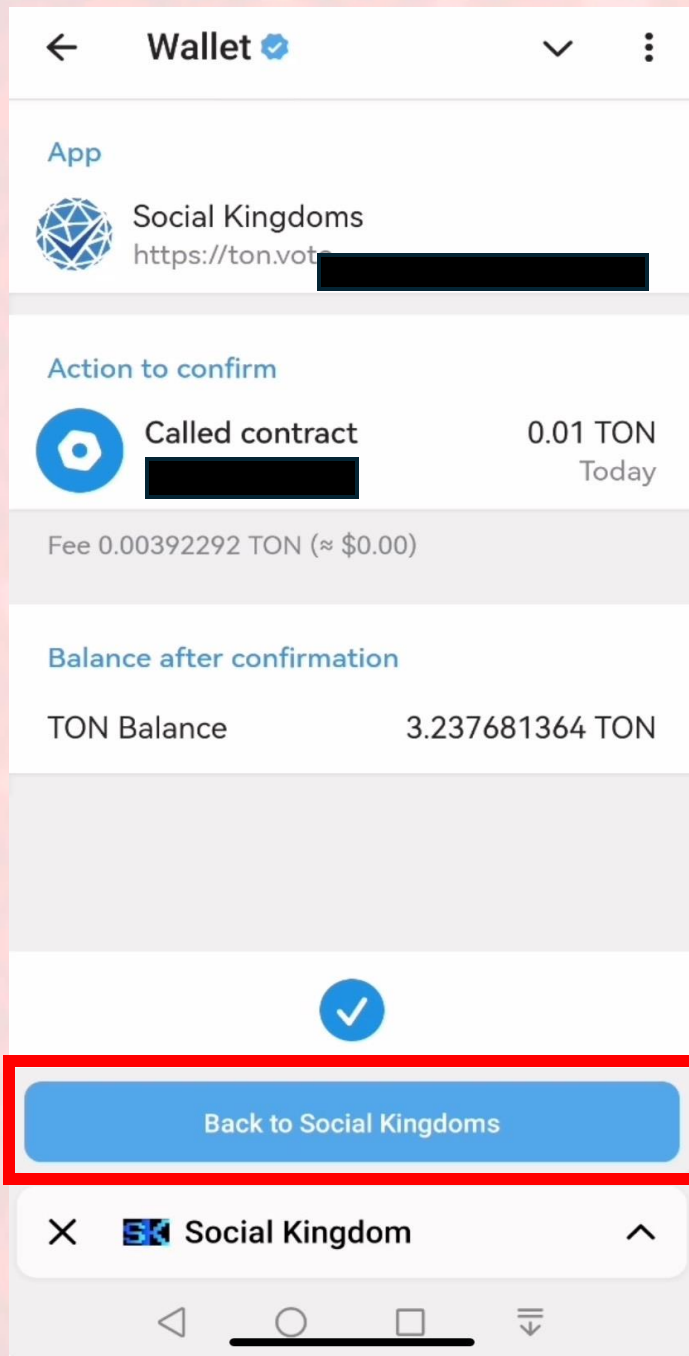 Wallet
App
Social Kingdoms
https://ton.vote
Action to confirm
Called contract 0.01 TON
Today
Fee 0.00392292 TON (≈ $0.00)
Balance after confirmation
TON Balance 3.237681364 TON
Back to Social Kingdoms
SK Social Kingdom